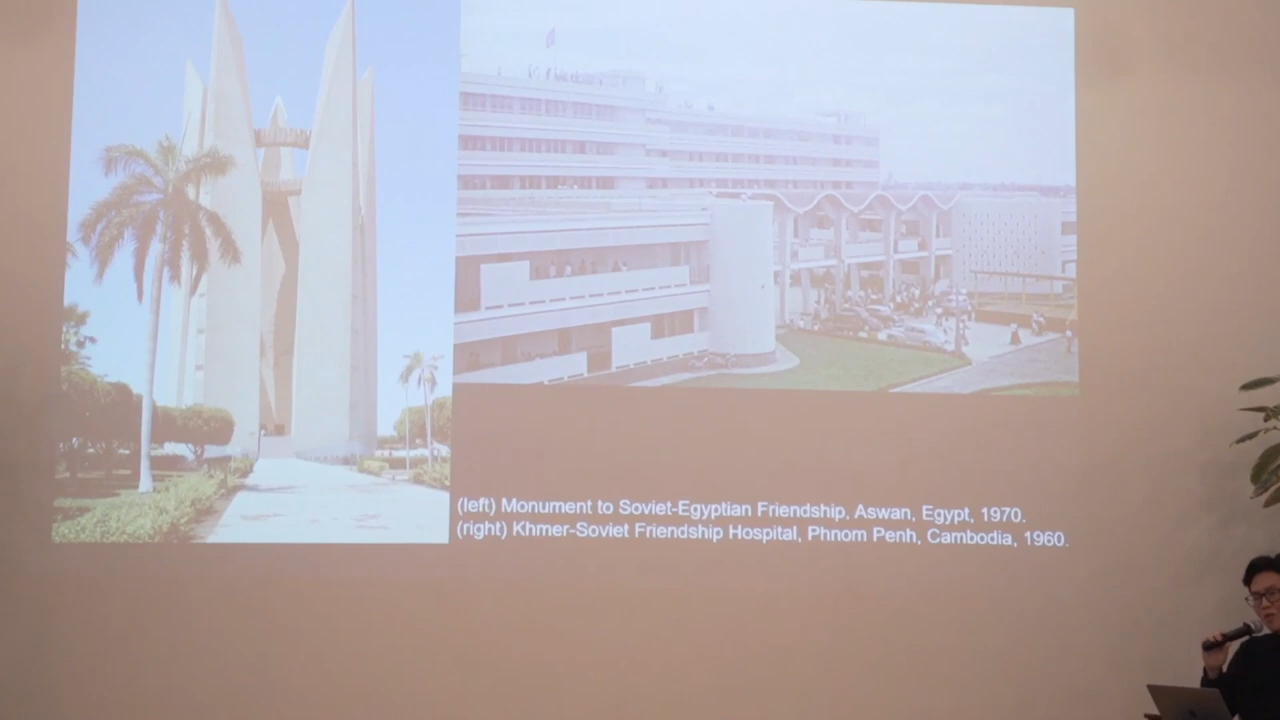 (left) Monument to Soviet-Egyptian Friendship, Aswan, Egypt, 1970.
(right) Khmer-Soviet Friendship Hospital, Phnom Penh, Cambodia, 1960.